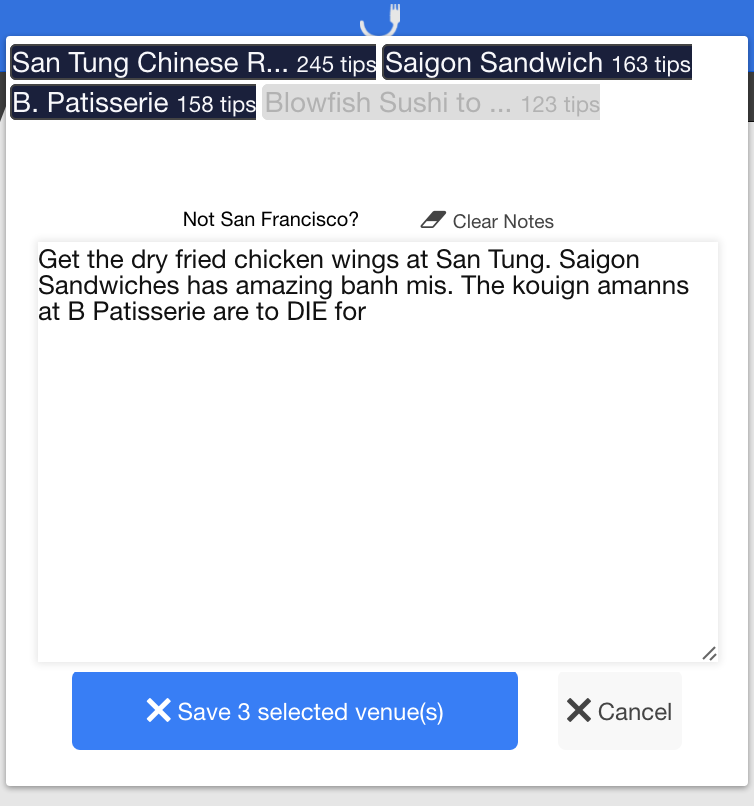 San Tung Chinese R... 245 tips Saigon Sandwich 163 tips
B. Patisserie 158 tips Blowfish Sushi to ... 123 tips
Not San Francisco? Clear Notes
Get the dry fried chicken wings at San Tung. Saigon
Sandwiches has amazing banh mis. The kouign amanns
at B Patisserie are to DIE for
Save 3 selected venue(s) Cancel